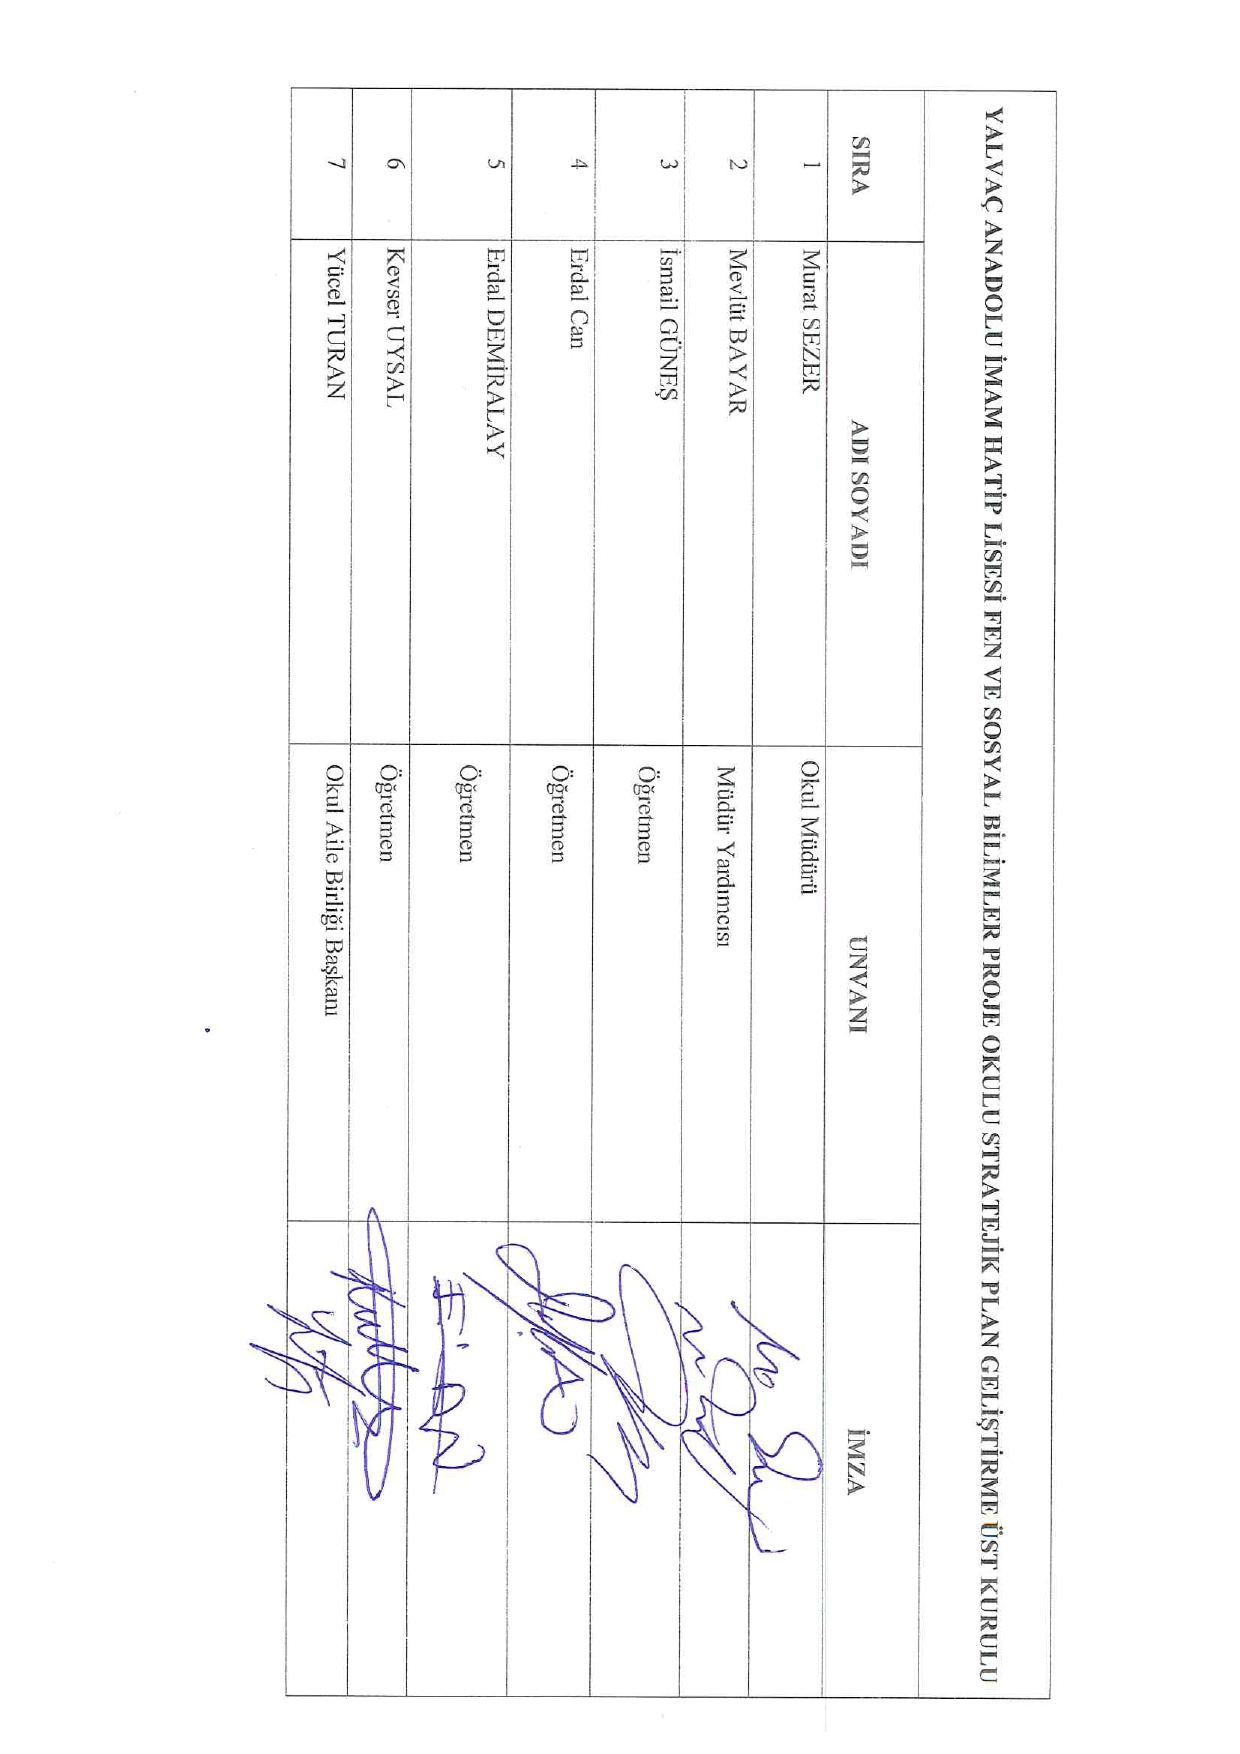 YALVAÇ ANADOLU İMAM HATİP LİSESİ FEN VE SOSYAL BİLİMLER PROJE OKULU STRATEJİK PLAN GELİŞTİRME ÜST KURULU
SIRA ADI SOYADI UNVANI İMZA
1 Murat SEZER Okul Müdürü
2 Mevlüt BAYAR Müdür Yardımcısı
3 İsmail GÜNEŞ Öğretmen
4 Erdal Can Öğretmen
5 Erdal DEMİRALAY Öğretmen
6 Kevser UYSAL Öğretmen
7 Yücel TURAN Okul Aile Birliği Başkanı